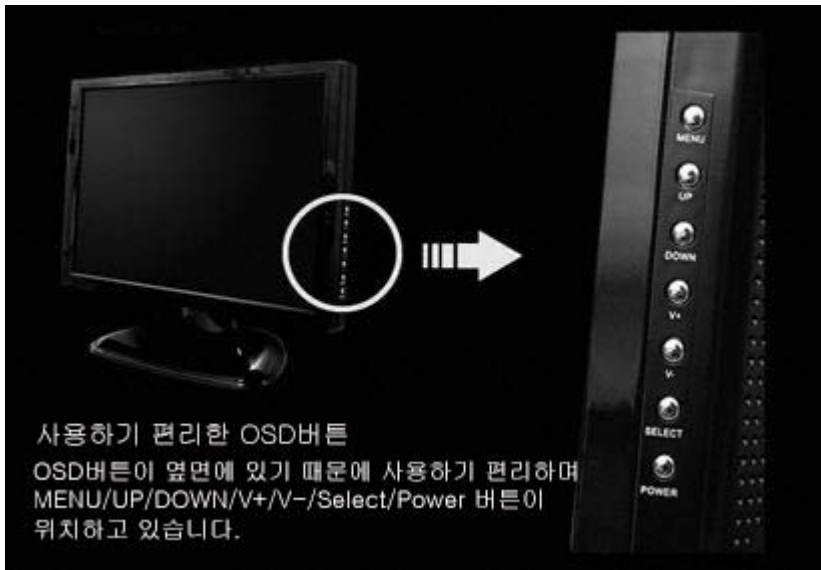 사용하기 편리한 OSD버튼
OSD버튼이 옆면에 있기 때문에 사용하기 편리하며
MENU/UP/DOWN/V+/V-/Select/Power 버튼이
위치하고 있습니다.
MENU
UP
DOWN
V+
V-
SELECT
POWER